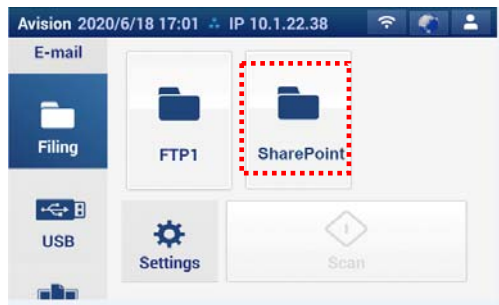 Avision 2020/6/18 17:01 IP 10.1.22.38
E-mail
Filing
FTP1
SharePoint
USB
Settings
Scan